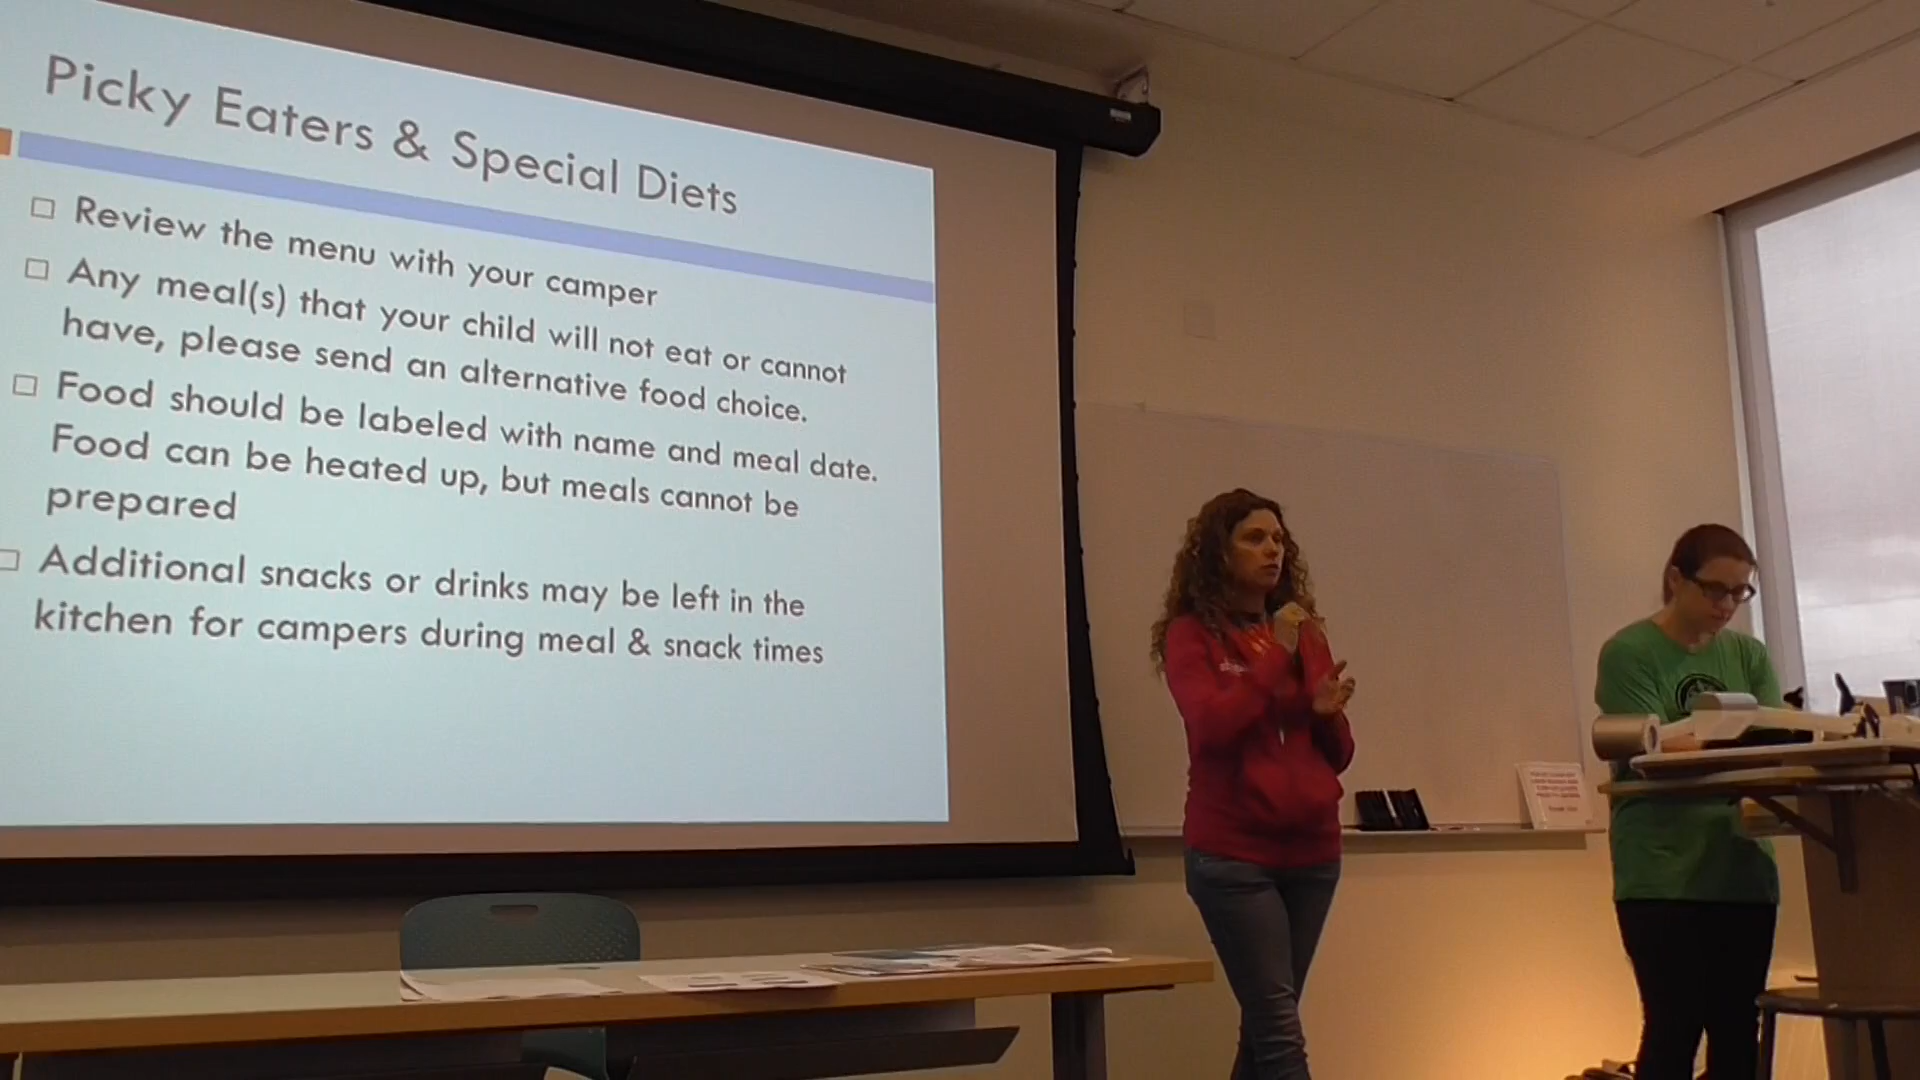 Picky Eaters & Special Diets
Review the menu with your camper
Any meal(s) that your child will not eat or cannot
have, please send an alternative food choice.
Food should be labeled with name and meal date.
Food can be heated up, but meals cannot be
prepared
Additional snacks or drinks may be left in the
kitchen for campers during meal & snack times